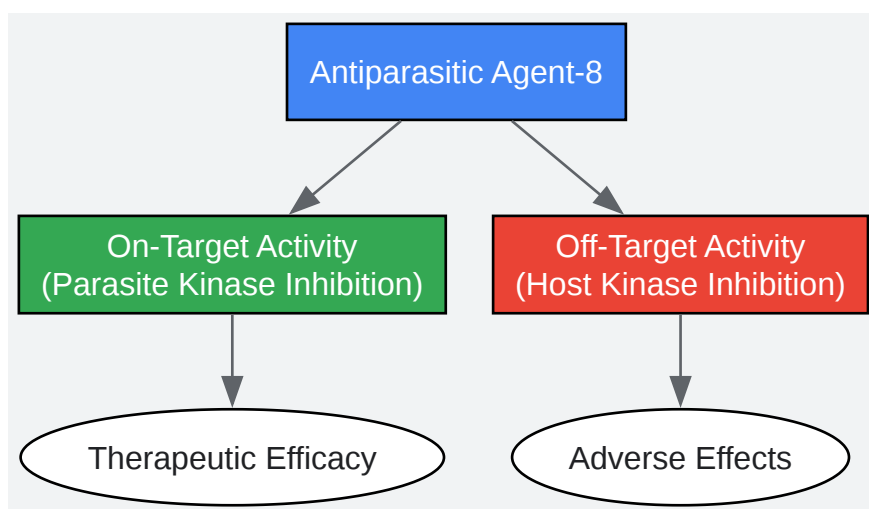 Antiparasitic Agent-8
On-Target Activity
(Parasite Kinase Inhibition)
Off-Target Activity
(Host Kinase Inhibition)
Therapeutic Efficacy
Adverse Effects